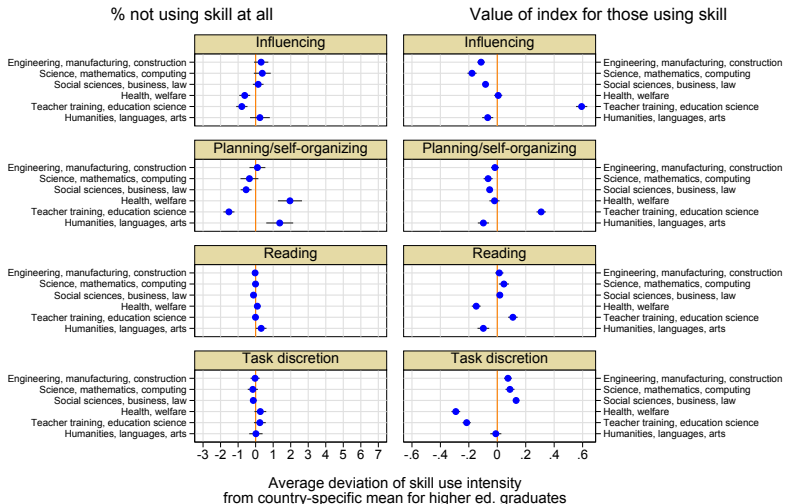 % not using skill at all
Value of index for those using skill
Influencing
Engineering, manufacturing, construction
Science, mathematics, computing
Social sciences, business, law
Health, welfare
Teacher training, education science
Humanities, languages, arts
Influencing
Engineering, manufacturing, construction
Science, mathematics, computing
Social sciences, business, law
Health, welfare
Teacher training, education science
Humanities, languages, arts
Planning/self-organizing
Engineering, manufacturing, construction
Science, mathematics, computing
Social sciences, business, law
Health, welfare
Teacher training, education science
Humanities, languages, arts
Planning/self-organizing
Engineering, manufacturing, construction
Science, mathematics, computing
Social sciences, business, law
Health, welfare
Teacher training, education science
Humanities, languages, arts
Reading
Engineering, manufacturing, construction
Science, mathematics, computing
Social sciences, business, law
Health, welfare
Teacher training, education science
Humanities, languages, arts
Reading
Engineering, manufacturing, construction
Science, mathematics, computing
Social sciences, business, law
Health, welfare
Teacher training, education science
Humanities, languages, arts
Task discretion
Engineering, manufacturing, construction
Science, mathematics, computing
Social sciences, business, law
Health, welfare
Teacher training, education science
Humanities, languages, arts
-3 -2 -1 0 1 2 3 4 5 6 7
Task discretion
Engineering, manufacturing, construction
Science, mathematics, computing
Social sciences, business, law
Health, welfare
Teacher training, education science
Humanities, languages, arts
-.6 -.4 -.2 0 .2 .4 .6
Average deviation of skill use intensity
from country-specific mean for higher ed. graduates